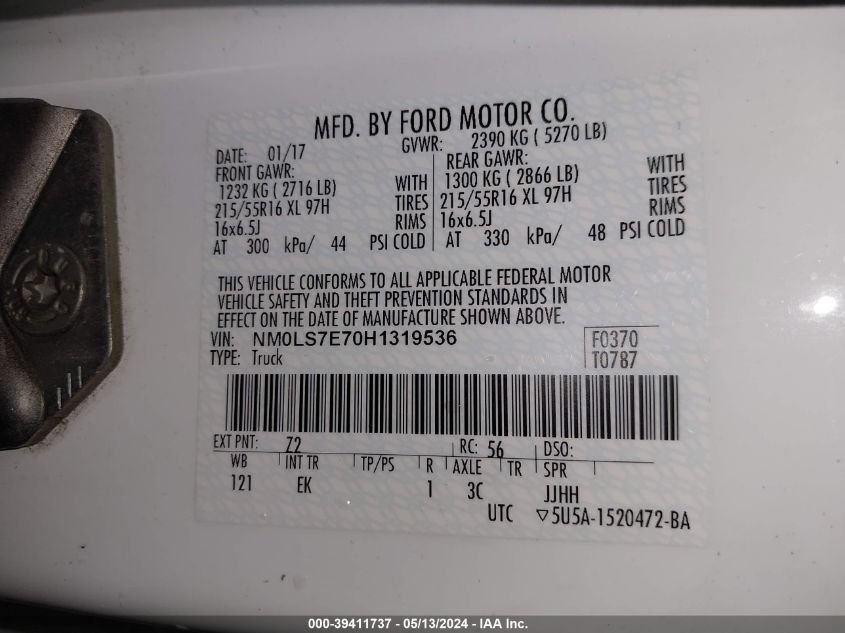 MFD. BY FORD MOTOR CO.
DATE: 01/17 GVWR: 2390 KG ( 5270 LB)
FRONT GAWR: REAR GAWR:
1232 KG ( 2716 LB) WITH 1300 KG ( 2866 LB) WITH
215/55R16 XL 97H TIRES 215/55R16 XL 97H TIRES
16x6.5J RIMS 16x6.5J RIMS
AT 300 kPa/ 44 PSI COLD AT 330 kPa/ 48 PSI COLD
THIS VEHICLE CONFORMS TO ALL APPLICABLE FEDERAL MOTOR
VEHICLE SAFETY AND THEFT PREVENTION STANDARDS IN
EFFECT ON THE DATE OF MANUFACTURE SHOWN ABOVE.
VIN: NM0LS7E70H1319536 F0370
TYPE: Truck T0787
EXT PNT: Z2 RC: 56 DSO:
WB INT TR TP/PS R AXLE TR SPR
121 EK 1 3C JJHH
UTC ▽5U5A-1520472-BA
000-39411737 - 05/13/2024 - IAA Inc.